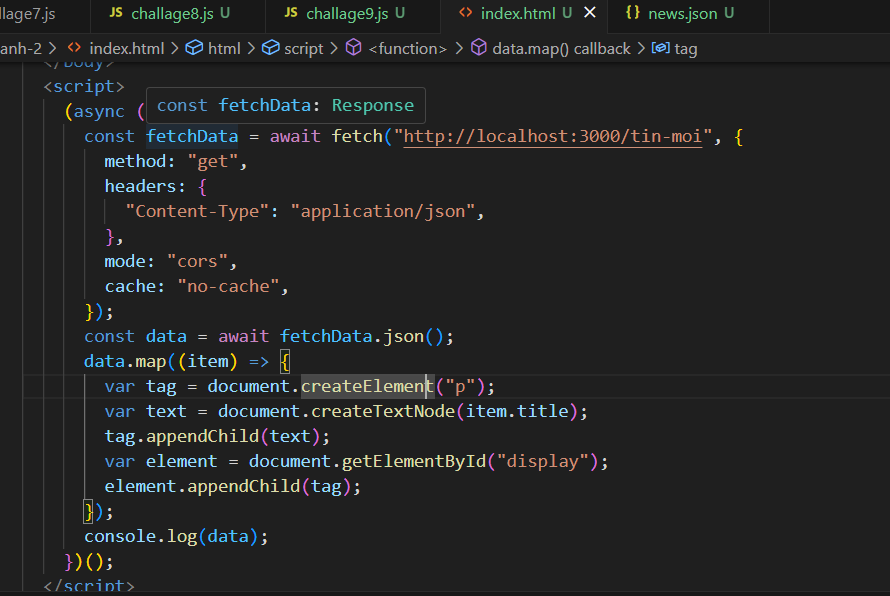 llage7.js JS challage8.js U JS challage9.js U <> index.html U × {} news.json U
anh-2 > <> index.html > html > script > <function> > data.map() callback > tag
</body>
<script>
(async (
const fetchData: Response
const fetchData = await fetch("http://localhost:3000/tin-moi", {
method: "get",
headers: {
"Content-Type": "application/json",
},
mode: "cors",
cache: "no-cache",
});
const data = await fetchData.json();
data.map((item) => {
var tag = document.createElement("p");
var text = document.createTextNode(item.title);
tag.appendChild(text);
var element = document.getElementById("display");
element.appendChild(tag);
});
console.log(data);
})();
</script>